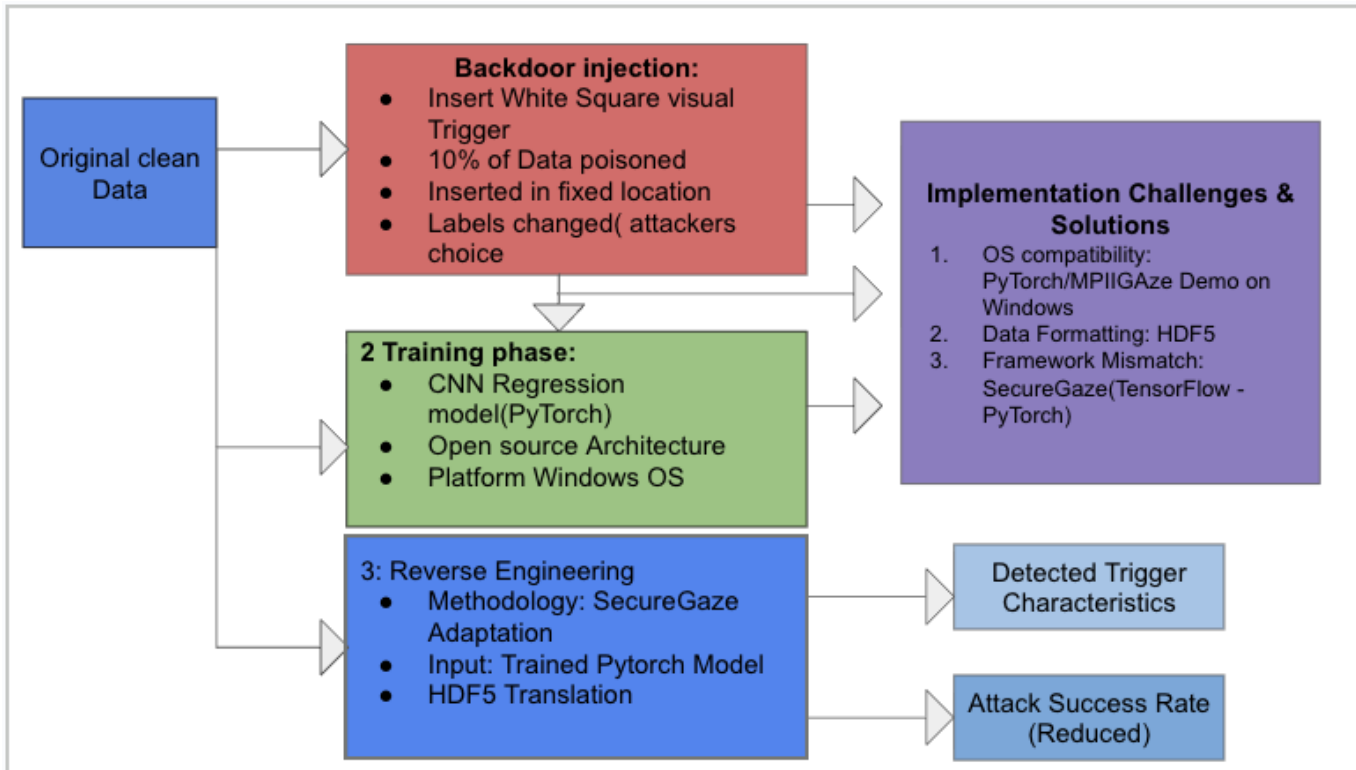 Original clean
Data
Backdoor injection:
● Insert White Square visual
Trigger
● 10% of Data poisoned
● Inserted in fixed location
● Labels changed( attackers
choice
2 Training phase:
● CNN Regression
model(PyTorch)
● Open source Architecture
● Platform Windows OS
3: Reverse Engineering
● Methodology: SecureGaze
Adaptation
● Input: Trained Pytorch Model
● HDF5 Translation
Implementation Challenges &
Solutions
1. OS compatibility:
PyTorch/MPIIGAze Demo on
Windows
2. Data Formatting: HDF5
3. Framework Mismatch:
SecureGaze(TensorFlow -
PyTorch)
Detected Trigger
Characteristics
Attack Success Rate
(Reduced)